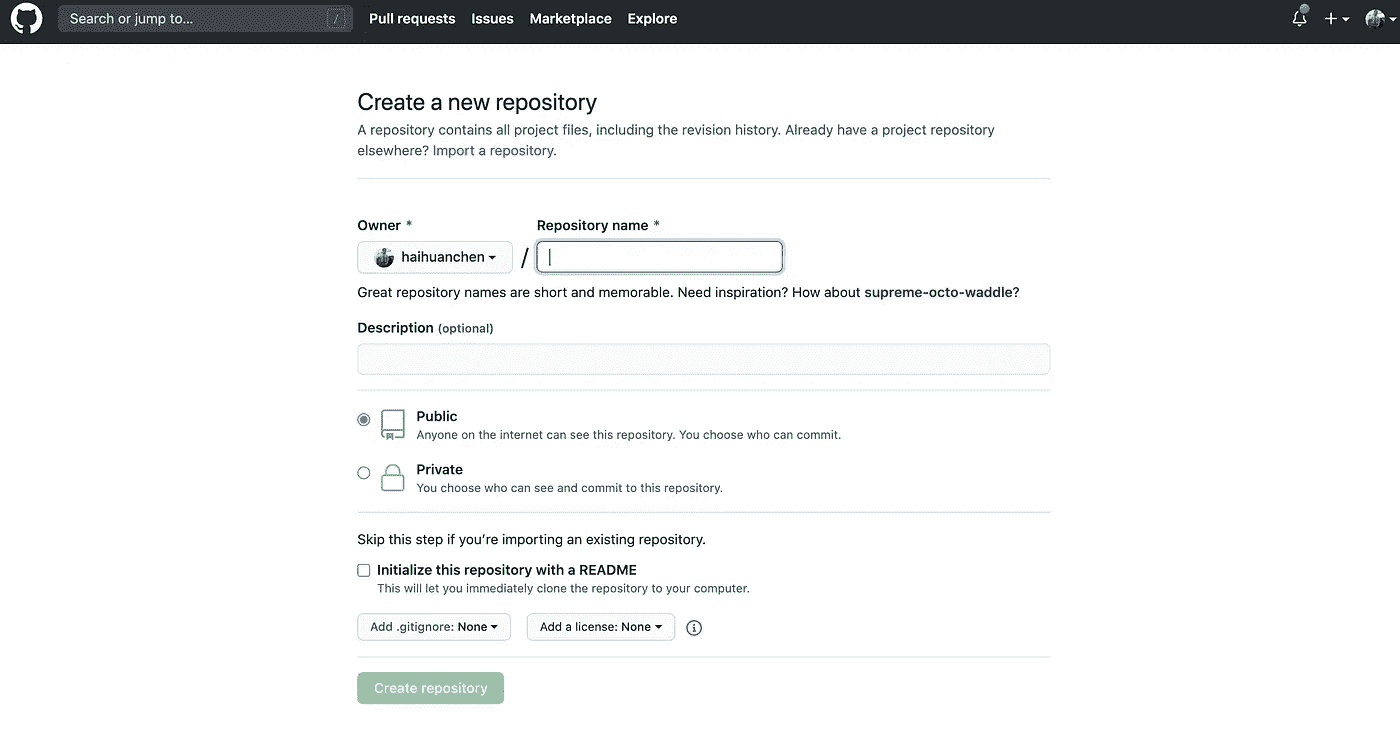 Search or jump to... /
Pull requests Issues Marketplace Explore
Create a new repository
A repository contains all project files, including the revision history. Already have a project repository
elsewhere? Import a repository.
Owner * Repository name *
haihuanchen /
Great repository names are short and memorable. Need inspiration? How about supreme-octo-waddle?
Description (optional)
Public
Anyone on the internet can see this repository. You choose who can commit.
Private
You choose who can see and commit to this repository.
Skip this step if you’re importing an existing repository.
Initialize this repository with a README
This will let you immediately clone the repository to your computer.
Add .gitignore: None Add a license: None
Create repository